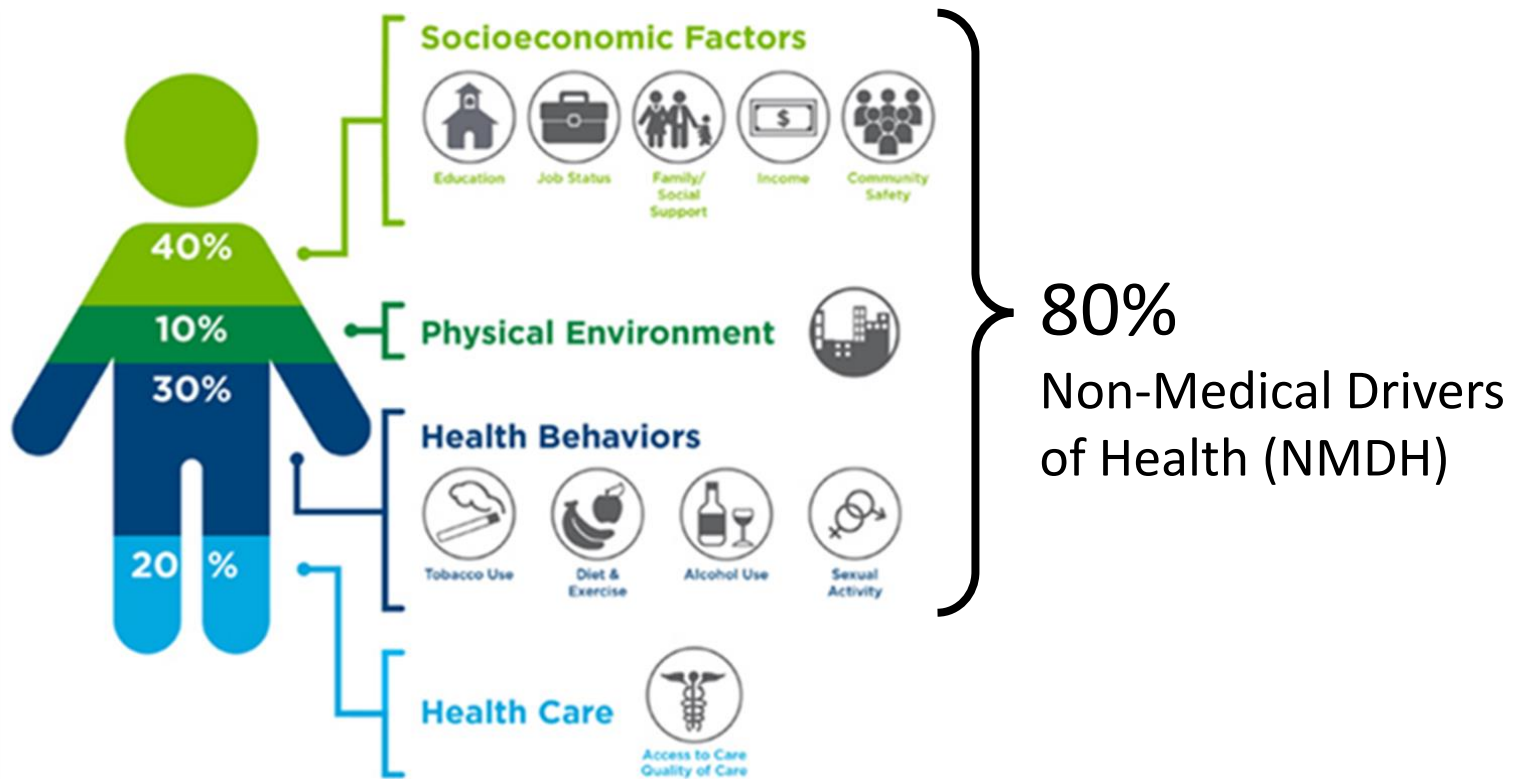 Socioeconomic Factors
$
Education
Job Status
Family/
Social
Support
Income
Community
Safety
40%
10%
Physical Environment
30%
Health Behaviors
Tobacco Use
Diet &
Exercise
Alcohol Use
Sexual
Activity
20 %
Health Care
Access to Care
Quality of Care
80%
Non-Medical Drivers
of Health (NMDH)